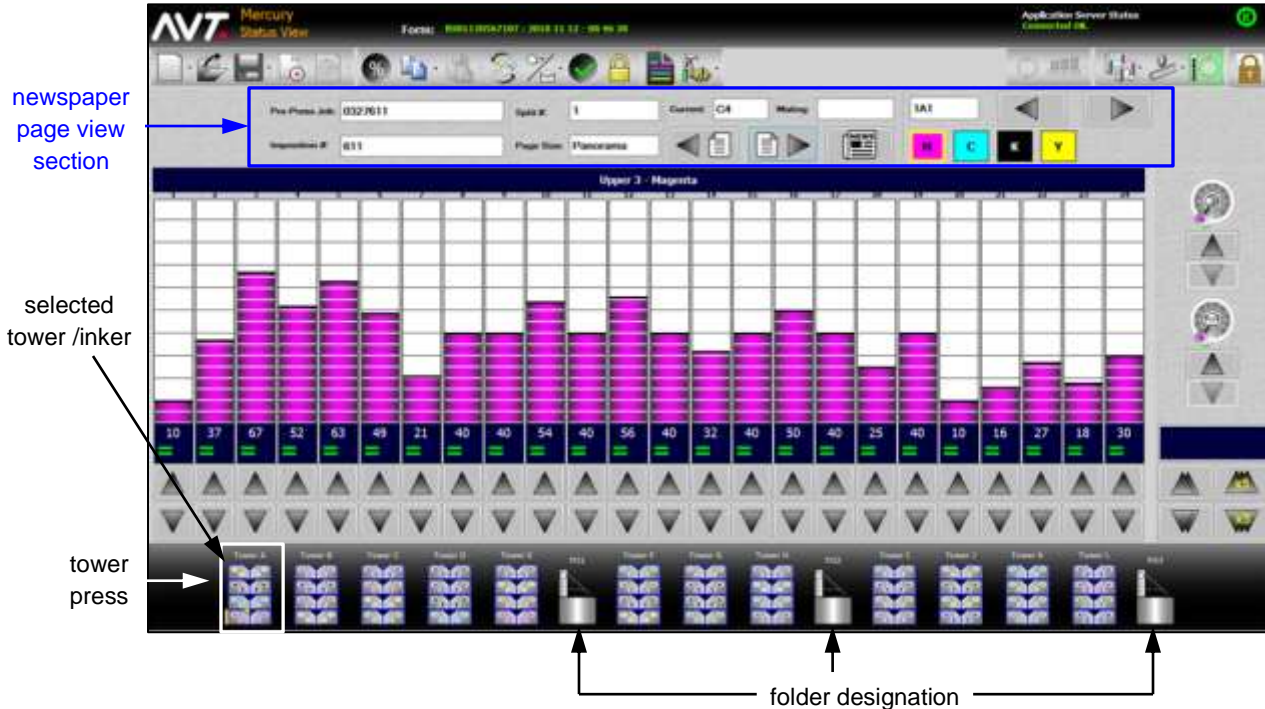 AVT
Mercury
Status View
Form:
Application Server Status
Connected OK.
newspaper
page view
section
Pre-Press Job: 0327611 Split #: 1 Current: C4 Mating: 1A1
Imposition #: 611 Page Size: Panorama NEWS M C K Y
Upper 3 - Magenta
10 37 67 52 63 49 21 40 40 54 40 56 40 32 40 50 40 25 40 10 16 27 18 30
selected
tower /inker
Tower A Tower B Tower C Tower D Tower E Tower F Tower G Tower H Tower I Tower J Tower K Tower L
tower
press
folder designation